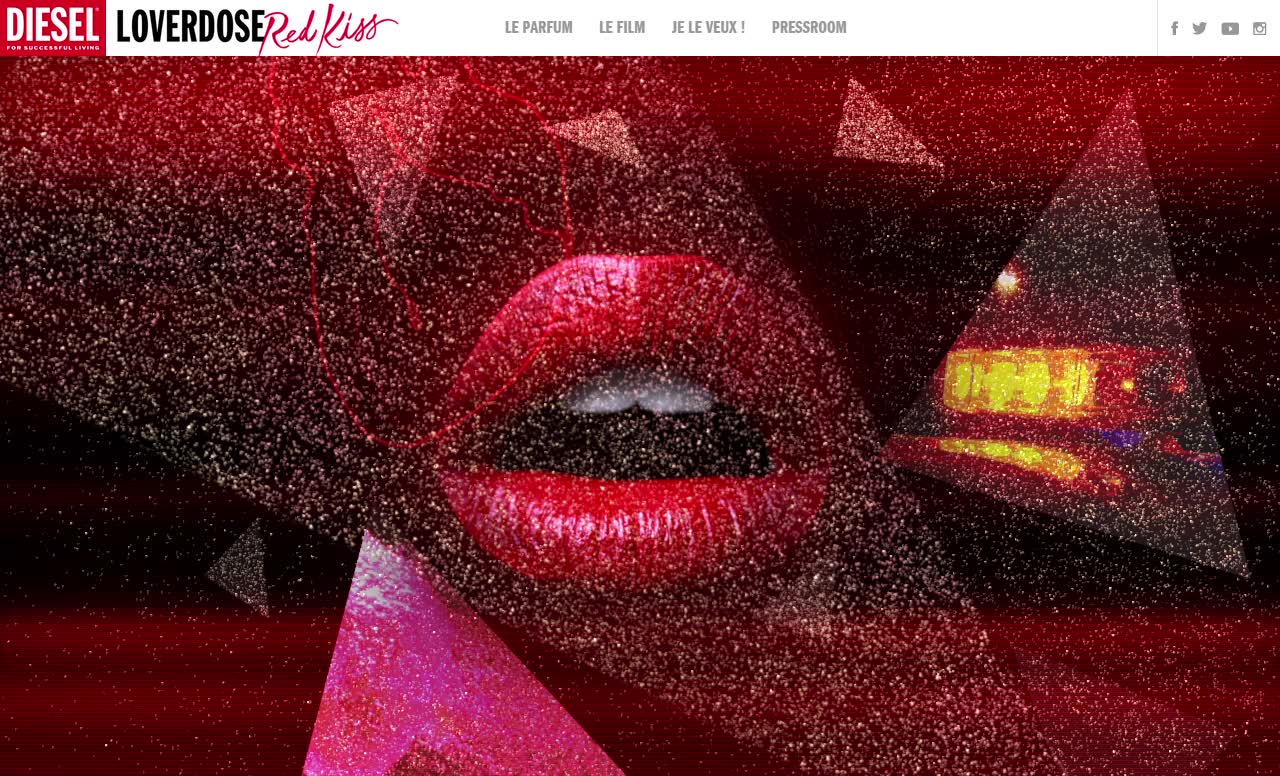 DIESEL
FOR SUCCESSFUL LIVING
LOVERDOSE Red Kiss
LE PARFUM LE FILM JE LE VEUX ! PRESSROOM